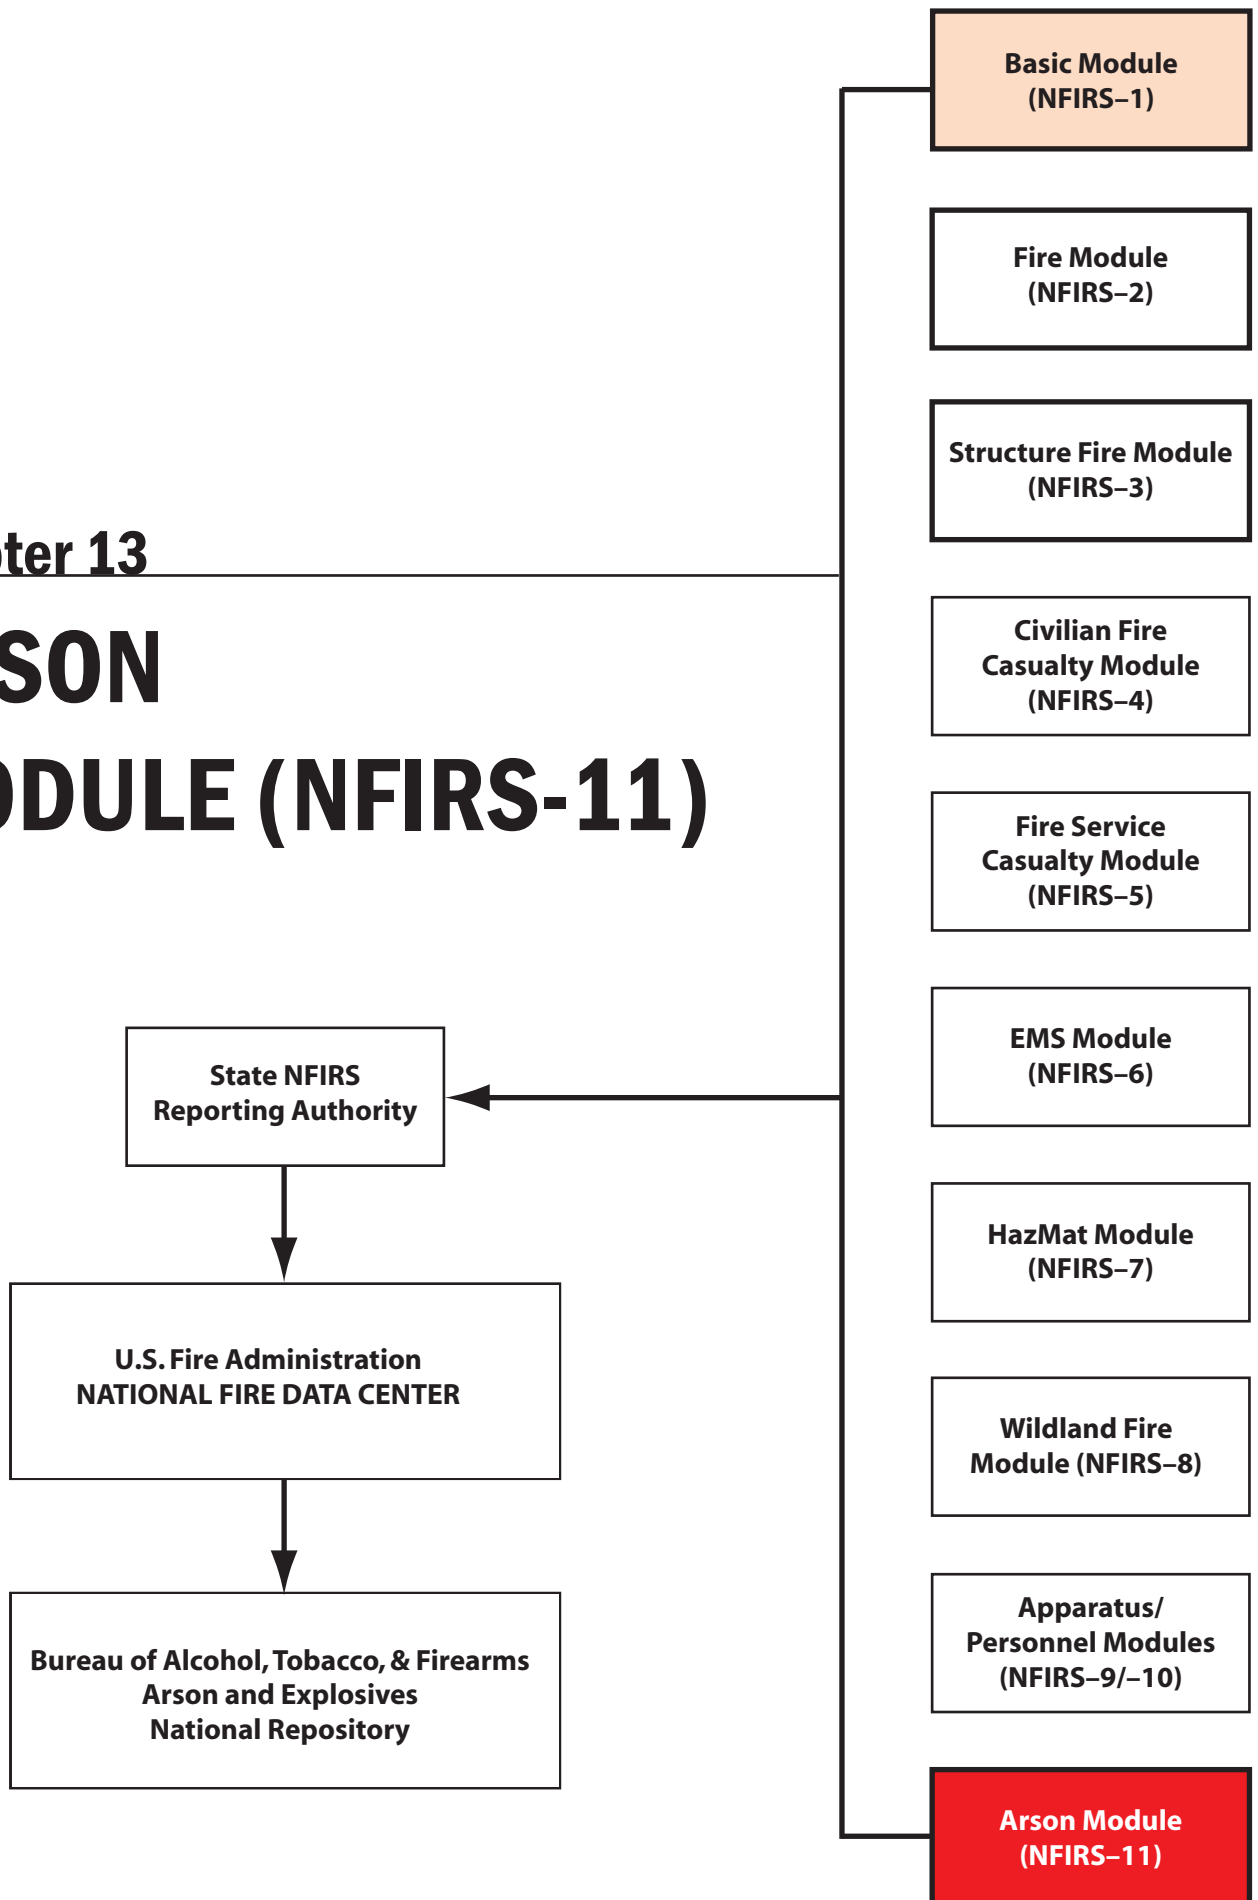 pter 13
SON
ODULE (NFIRS-11)
Basic Module
(NFIRS–1)
Fire Module
(NFIRS–2)
Structure Fire Module
(NFIRS–3)
Civilian Fire
Casualty Module
(NFIRS–4)
Fire Service
Casualty Module
(NFIRS–5)
EMS Module
(NFIRS–6)
HazMat Module
(NFIRS–7)
Wildland Fire
Module (NFIRS–8)
Apparatus/
Personnel Modules
(NFIRS–9/–10)
Arson Module
(NFIRS–11)
State NFIRS
Reporting Authority
U.S. Fire Administration
NATIONAL FIRE DATA CENTER
Bureau of Alcohol, Tobacco, & Firearms
Arson and Explosives
National Repository